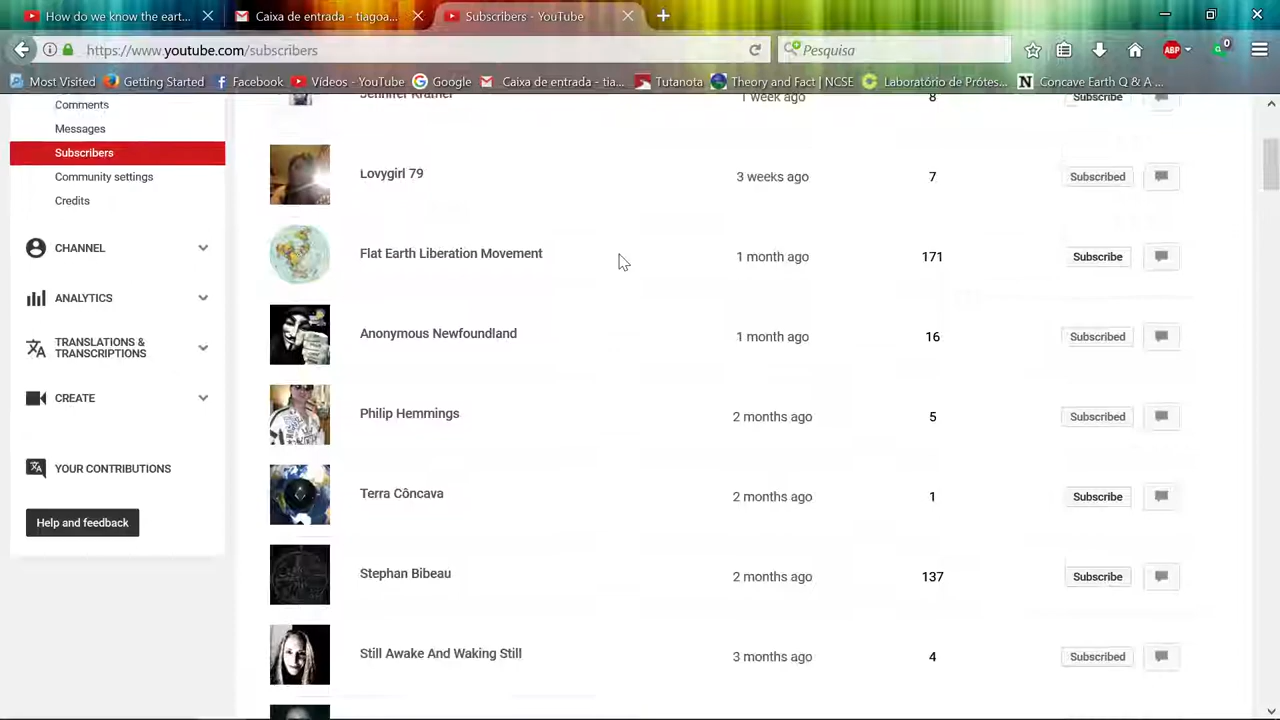 How do we know the eart...
Caixa de entrada - tiagoa...
Subscribers - YouTube
https://www.youtube.com/subscribers
Pesquisa
ABP
0
Most Visited
Getting Started
Facebook
Vídeos - YouTube
Google
Caixa de entrada - tia...
Tutanota
Theory and Fact | NCSE
Laboratório de Prótes...
Concave Earth Q & A ...
Comments
Messages
Subscribers
Community settings
Credits
CHANNEL
ANALYTICS
TRANSLATIONS &
TRANSCRIPTIONS
CREATE
YOUR CONTRIBUTIONS
Help and feedback
Jennifer Kramer 1 week ago 8 Subscribe
Lovygirl 79 3 weeks ago 7 Subscribed
Flat Earth Liberation Movement 1 month ago 171 Subscribe
Anonymous Newfoundland 1 month ago 16 Subscribed
Philip Hemmings 2 months ago 5 Subscribed
Terra Côncava 2 months ago 1 Subscribe
Stephan Bibeau 2 months ago 137 Subscribe
Still Awake And Waking Still 3 months ago 4 Subscribed